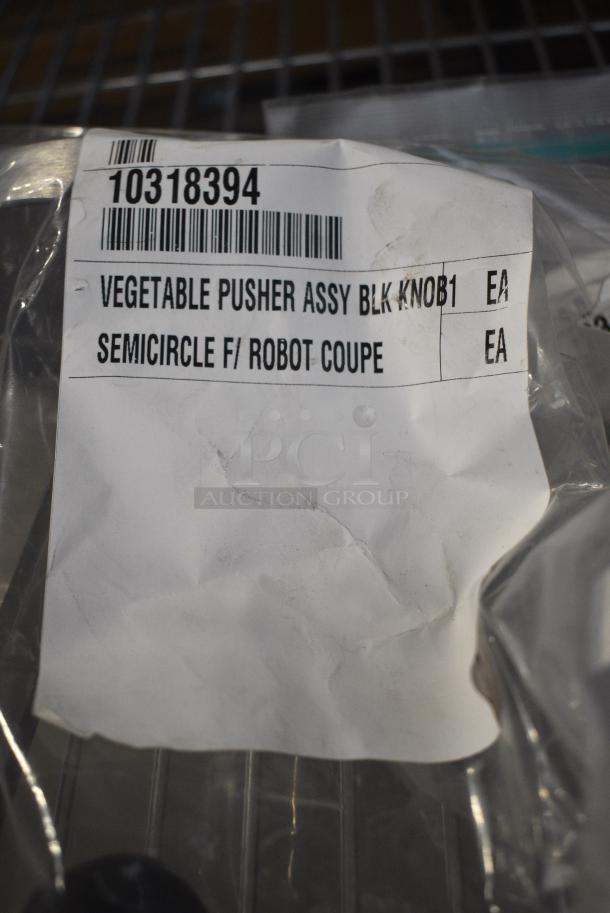 10318394
VEGETABLE PUSHER ASSY BLK KNOB1 EA
SEMICIRCLE F/ ROBOT COUPE EA
PCi
AUCTION GROUP